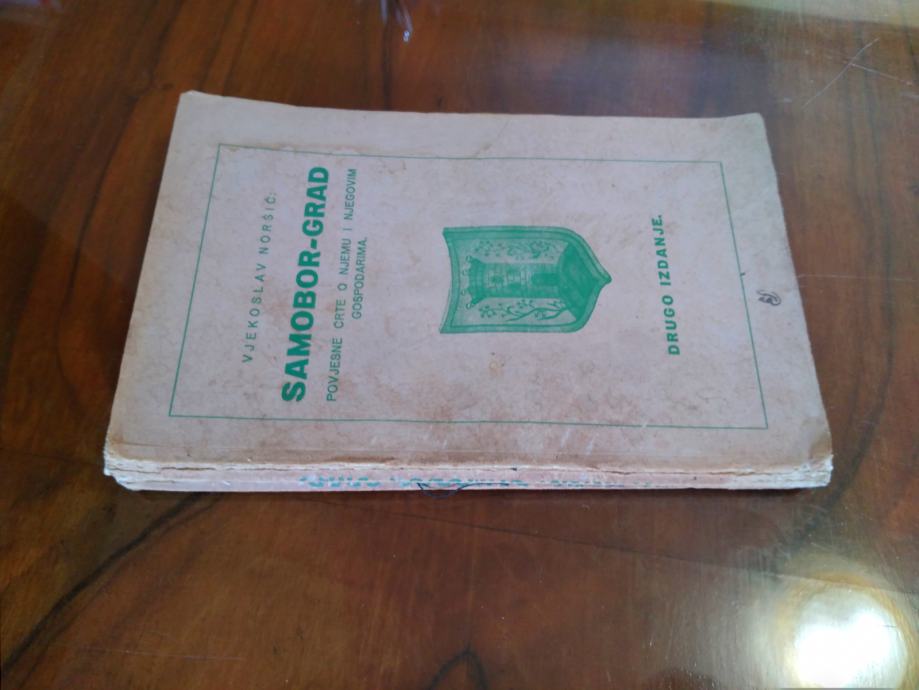 VJEKOSLAV NORŠIĆ:
SAMOBOR-GRAD
POVJESNE CRTE O NJEMU I NJEGOVIM
GOSPODARIMA.
DRUGO IZDANJE.